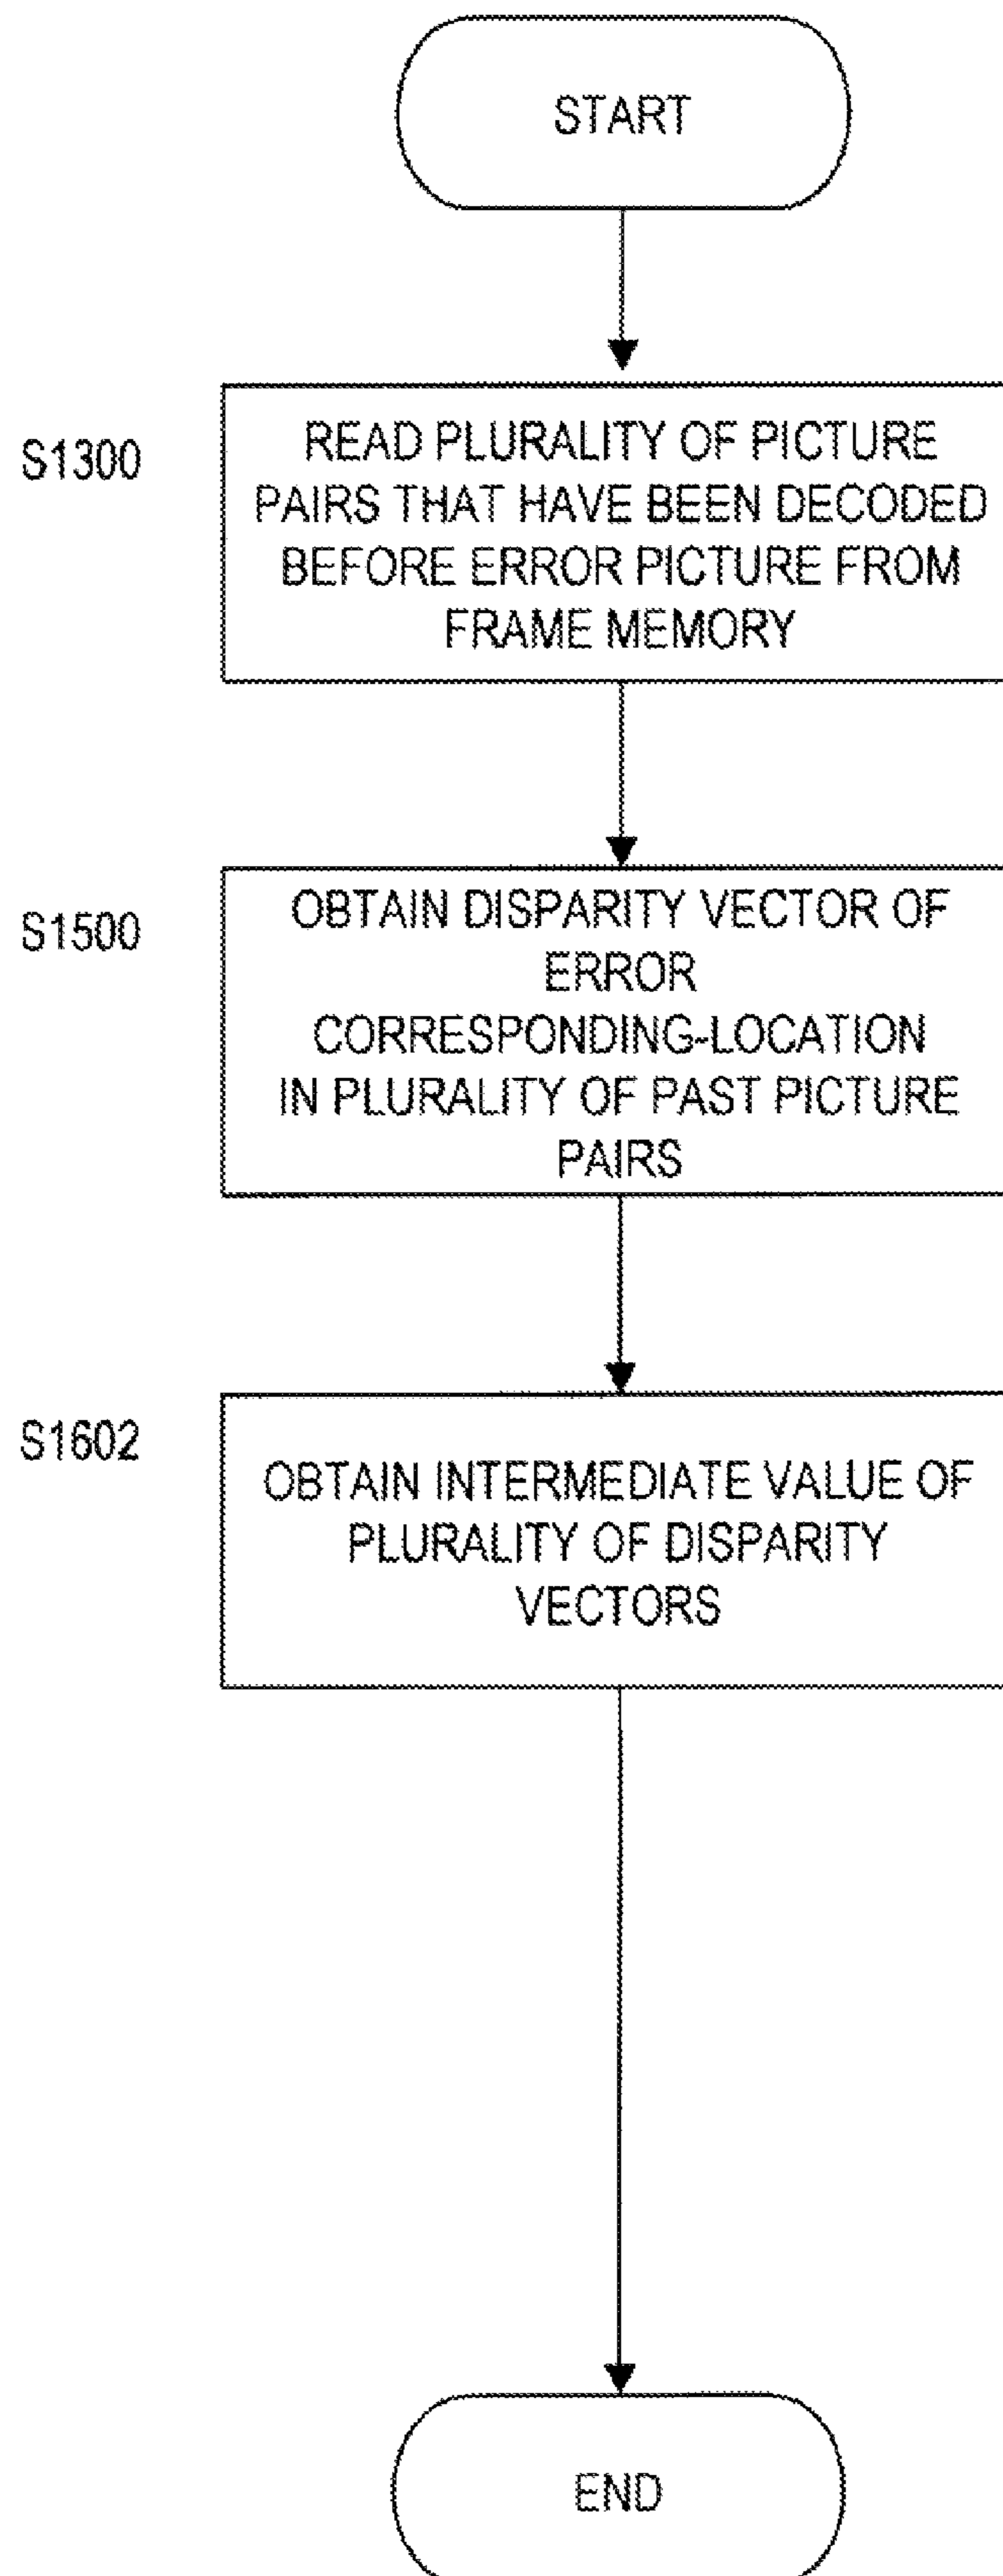 START
S1300
READ PLURALITY OF PICTURE
PAIRS THAT HAVE BEEN DECODED
BEFORE ERROR PICTURE FROM
FRAME MEMORY
S1500
OBTAIN DISPARITY VECTOR OF
ERROR
CORRESPONDING-LOCATION
IN PLURALITY OF PAST PICTURE
PAIRS
S1602
OBTAIN INTERMEDIATE VALUE OF
PLURALITY OF DISPARITY
VECTORS
END